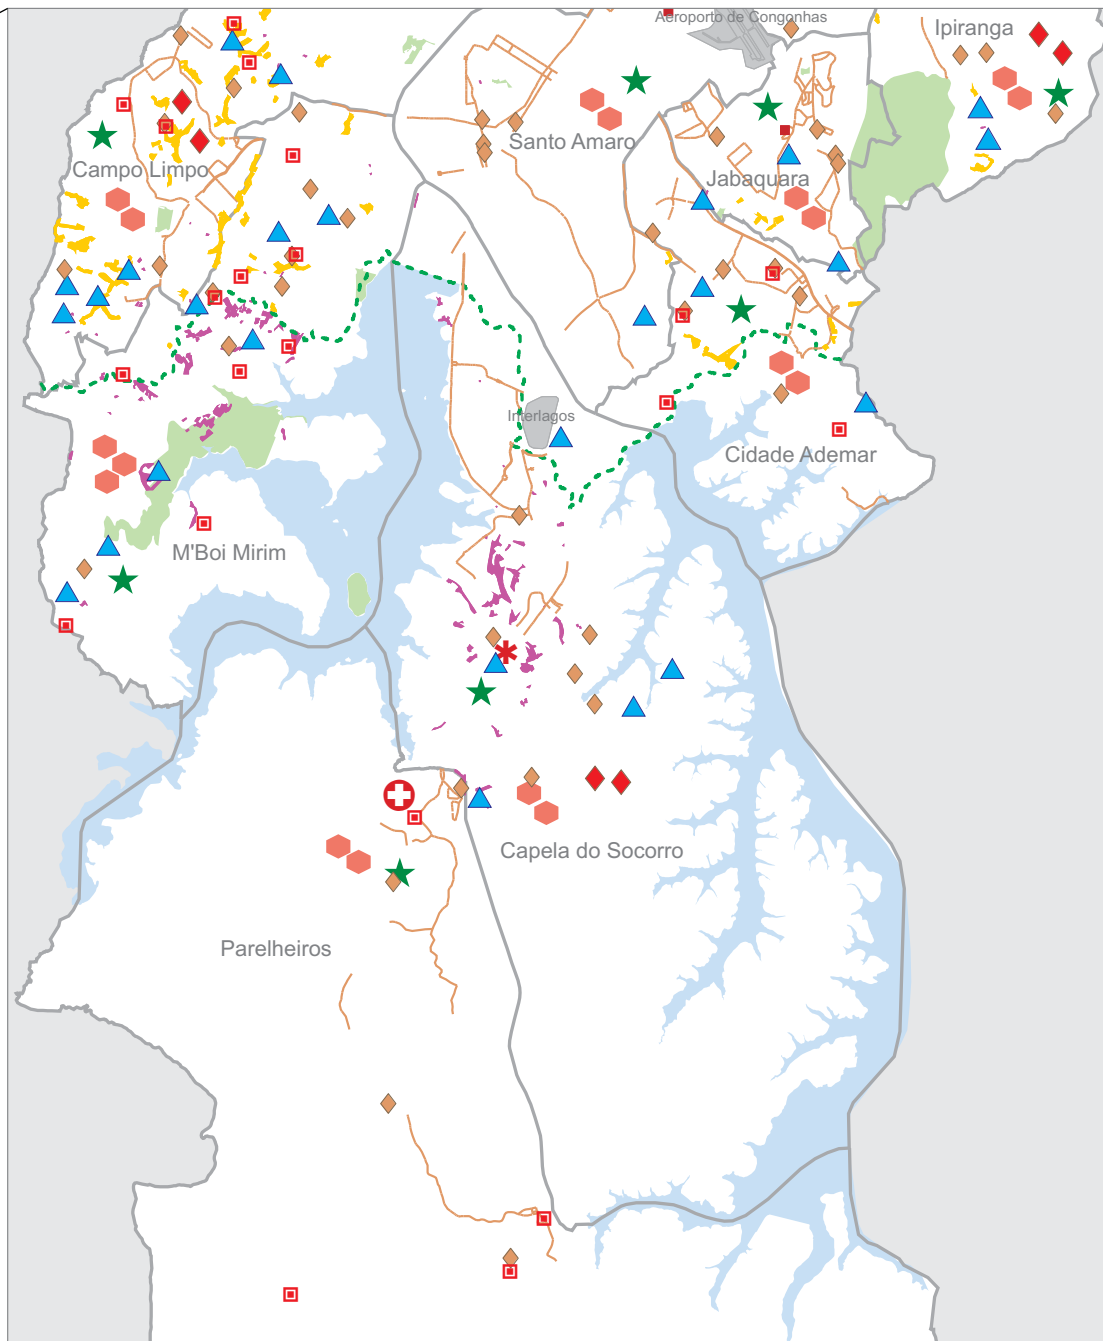 Aeroporto de Congonhas
Ipiranga
Santo Amaro
Campo Limpo
Jabaquara
Interlagos
Cidade Ademar
M'Boi Mirim
Capela do Socorro
Parelheiros